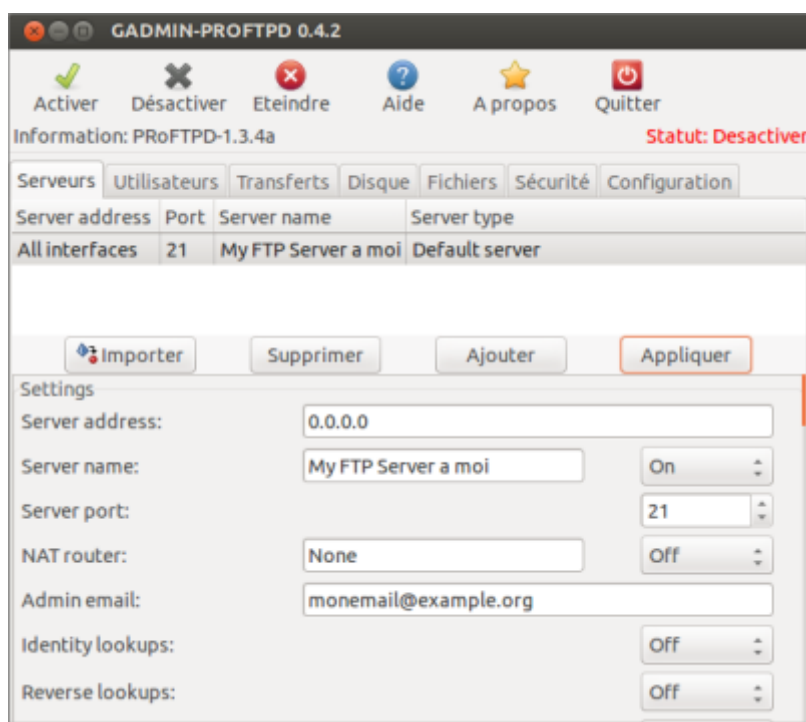 GADMIN-PROFTPD 0.4.2
Activer Désactiver Eteindre Aide A propos Quitter
Information: PRoFTPD-1.3.4a Statut: Desactiver
Serveurs Utilisateurs Transferts Disque Fichiers Sécurité Configuration
Server address Port Server name Server type
All interfaces 21 My FTP Server a moi Default server
Importer Supprimer Ajouter Appliquer
Settings
Server address: 0.0.0.0
Server name: My FTP Server a moi On
Server port: 21
NAT router: None Off
Admin email: monemail@example.org
Identity lookups: Off
Reverse lookups: Off